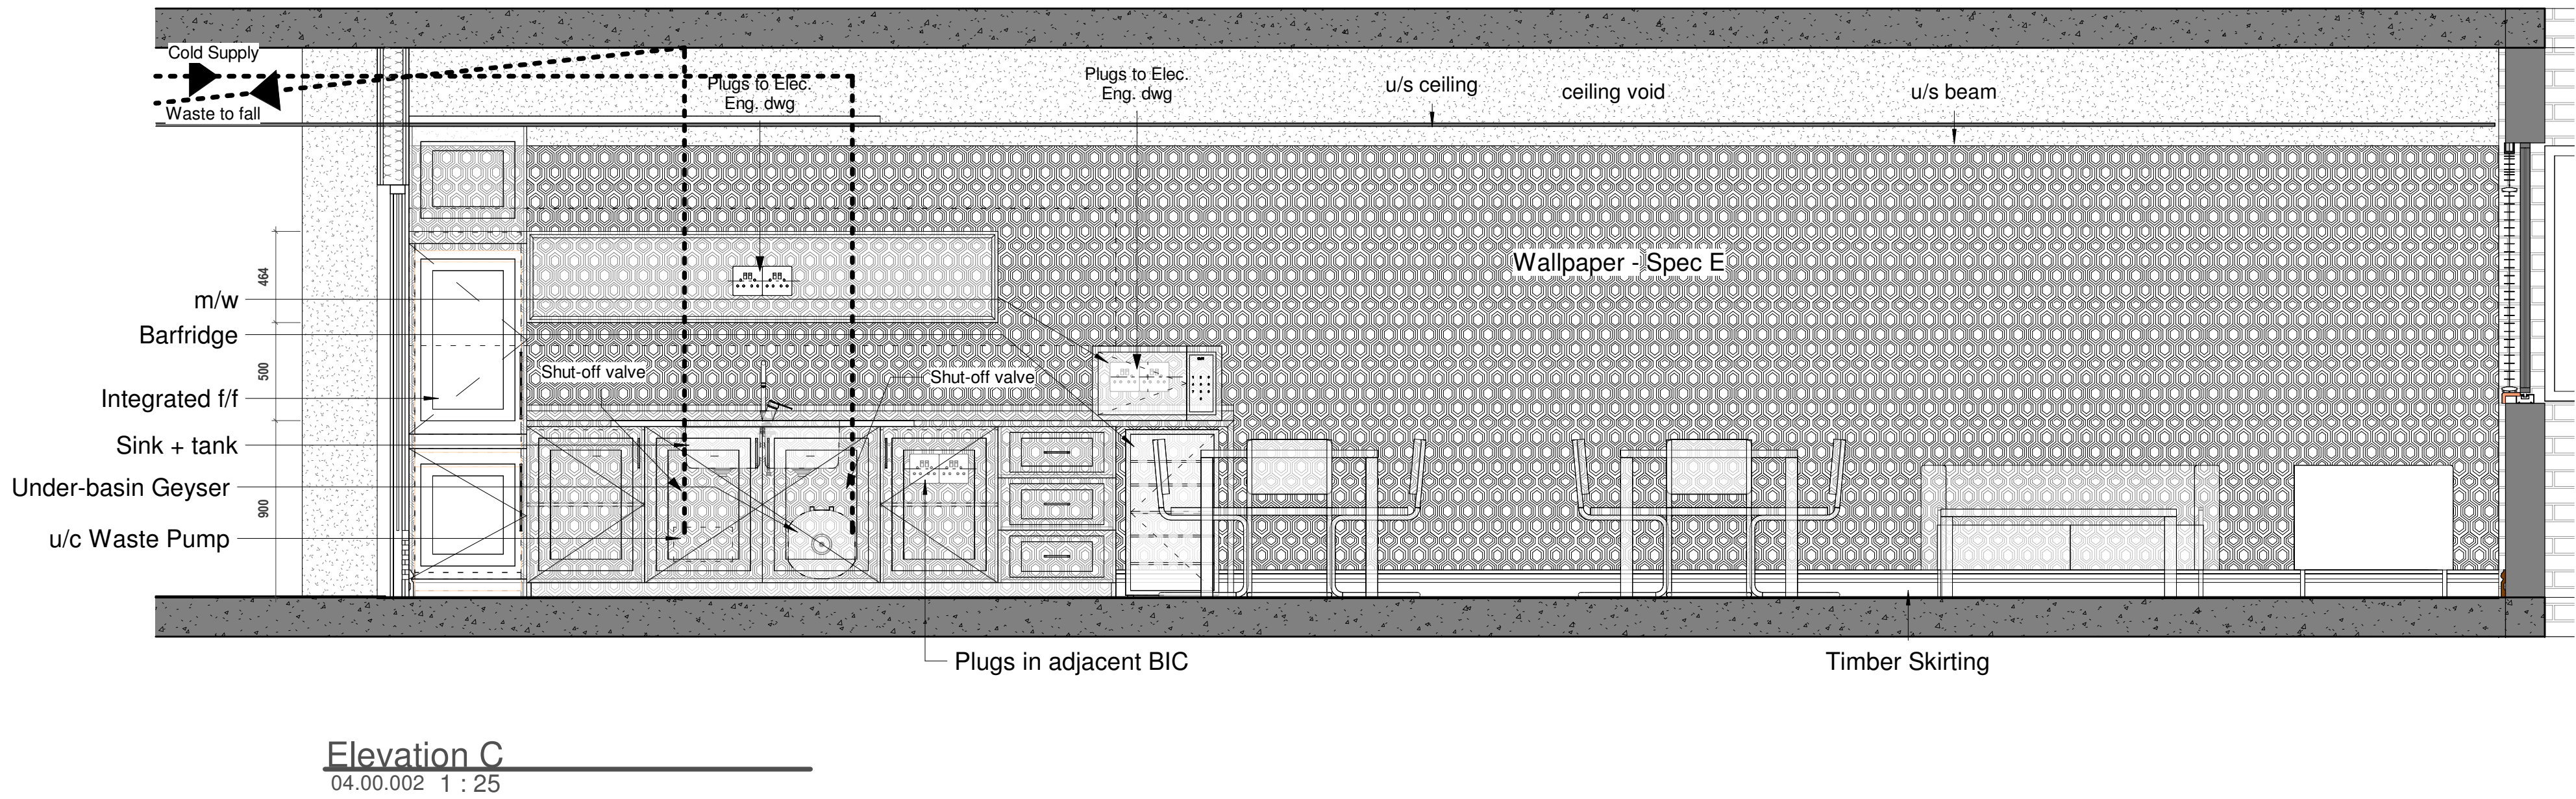 Cold Supply
Waste to fall
Plugs to Elec.
Eng. dwg
Plugs to Elec.
Eng. dwg
u/s ceiling
ceiling void
u/s beam
Wallpaper - Spec E
464
m/w
Barfridge
500
Shut-off valve
Shut-off valve
Integrated f/f
Sink + tank
Under-basin Geyser
900
u/c Waste Pump
Plugs in adjacent BIC
Timber Skirting
Elevation C
04.00.002 1 : 25